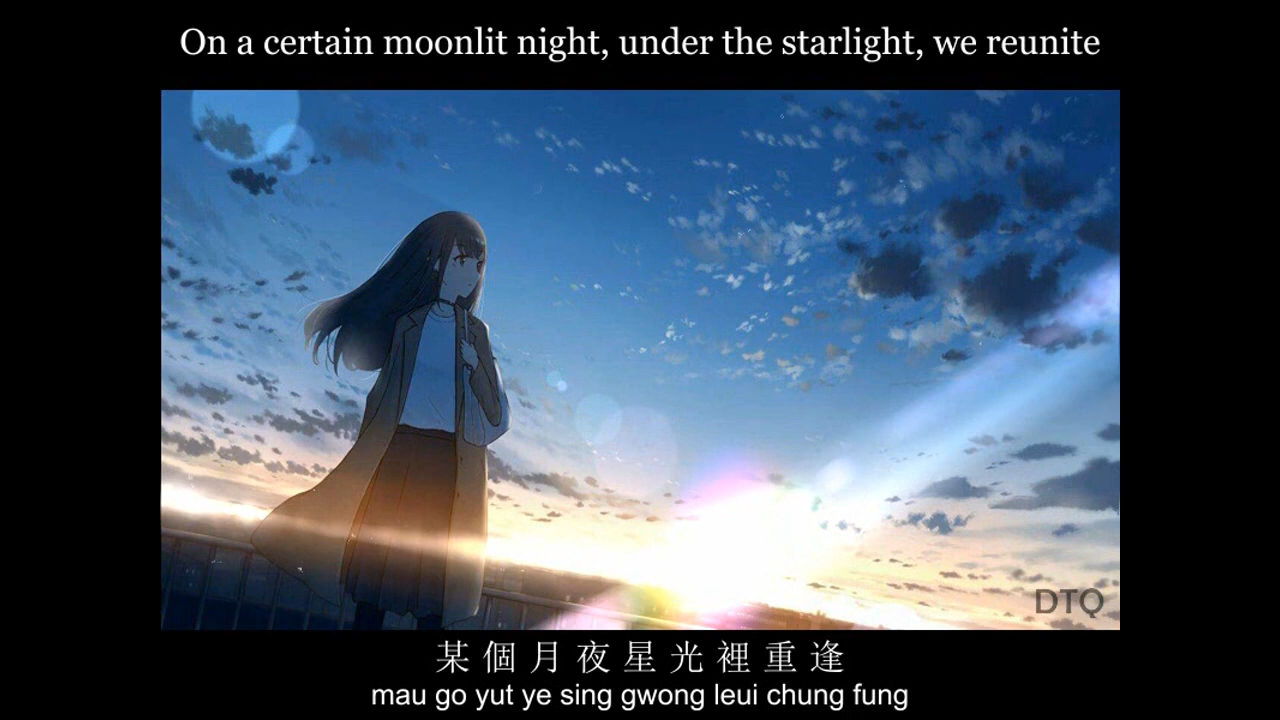 On a certain moonlit night, under the starlight, we reunite
DTQ
某個月夜星光裡重逢
mau go yut ye sing gwong leui chung fung